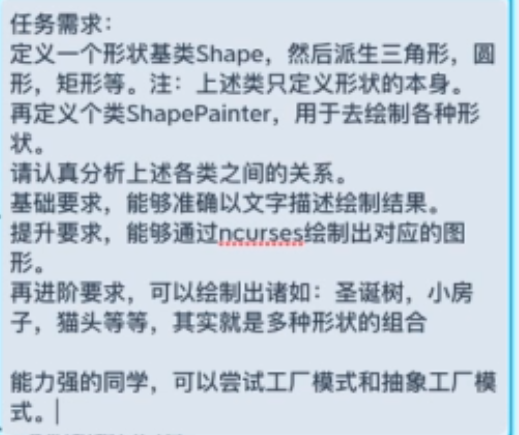 任务需求：
定义一个形状基类Shape，然后派生三角形，圆
形，矩形等。注：上述类只定义形状的本身。
再定义个类ShapePainter，用于去绘制各种形
状。
请认真分析上述各类之间的关系。
基础要求，能够准确以文字描述绘制结果。
提升要求，能够通过ncurses绘制出对应的图
形。
再进阶要求，可以绘制出诸如：圣诞树，小房
子，猫头等等，其实就是多种形状的组合
能力强的同学，可以尝试工厂模式和抽象工厂模
式。